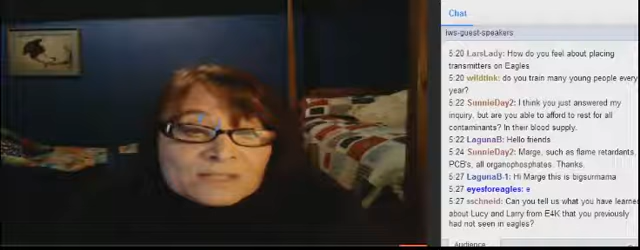 Chat
iws-guest-speakers
5:20 LarsLady: How do you feel about placing
transmitters on Eagles
5:20 wildtink: do you train many young people every
year?
5:22 SunnieDay2: I think you just answered my
inquiry, but are you able to afford to rest for all
contaminants? In their blood supply.
5:22 LagunaB: Hello friends
5:24 SunnieDay2: Marge, such as flame retardants,
PCB's, all organophosphates. Thanks.
5:27 LagunaB-1: Hi Marge this is bigsurmama
5:27 eyesforeagles: e
5:27 sschneid: Can you tell us what you have learned
about Lucy and Larry from E4K that you previously
had not seen in eagles?
Audience